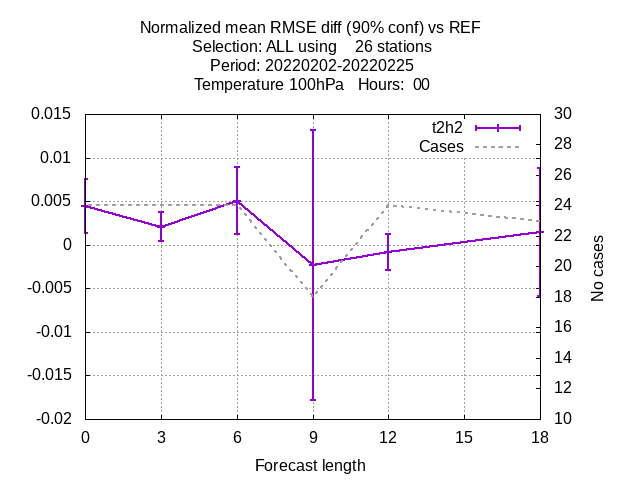 Normalized mean RMSE diff (90% conf) vs REF
Selection: ALL using    26 stations
Period: 20220202-20220225
Temperature 100hPa   Hours:  00
0.015
0.01
0.005
0
-0.005
-0.01
-0.015
-0.02
t2h2
Cases
30
28
26
24
22
20
18
16
14
12
10
No cases
0 3 6 9 12 15 18
Forecast length